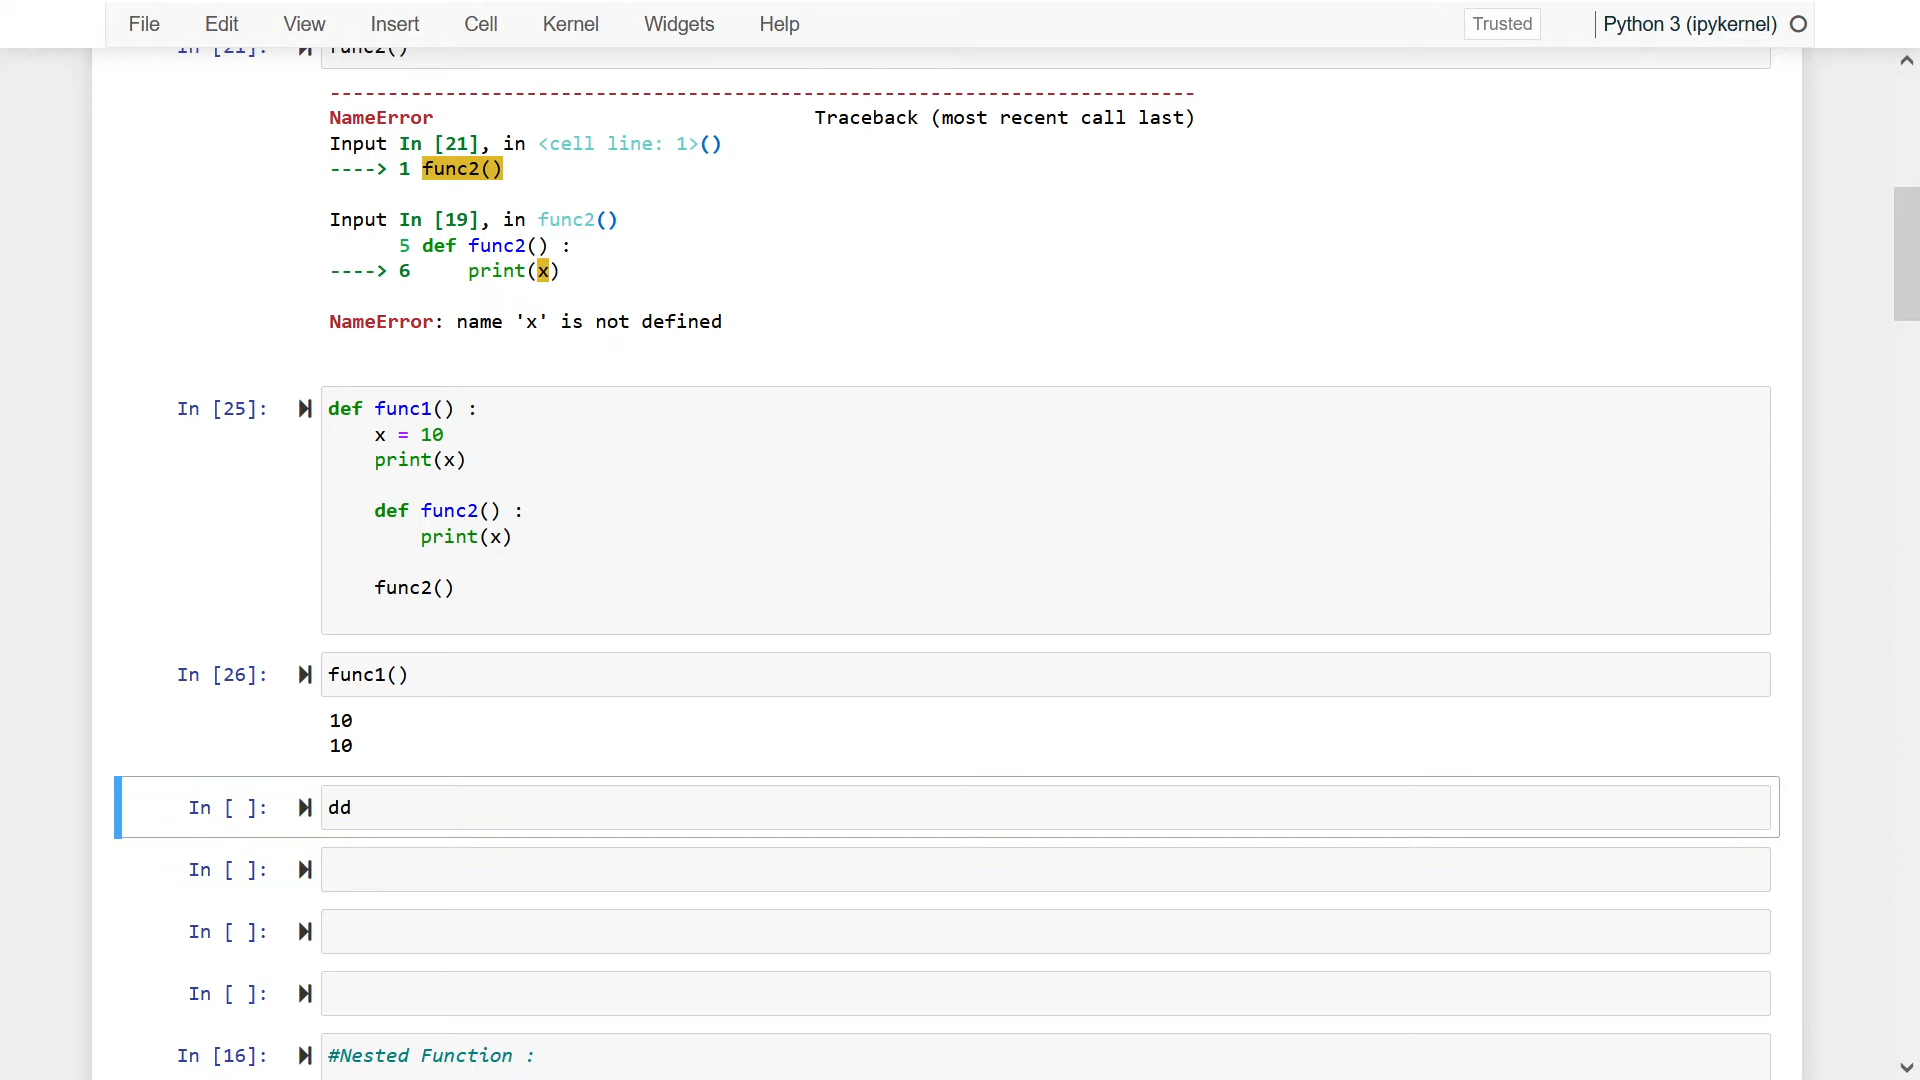 File Edit View Insert Cell Kernel Widgets Help Trusted Python 3 (ipykernel)
In [21]: func2()
---------------------------------------------------------------------------
NameError Traceback (most recent call last)
Input In [21], in <cell line: 1>()
----> 1 func2()
Input In [19], in func2()
5 def func2() :
----> 6 print(x)
NameError: name 'x' is not defined
In [25]: def func1() :
x = 10
print(x)
def func2() :
print(x)
func2()
In [26]: func1()
10
10
In [ ]: dd
In [ ]:
In [ ]:
In [ ]:
In [16]: #Nested Function :